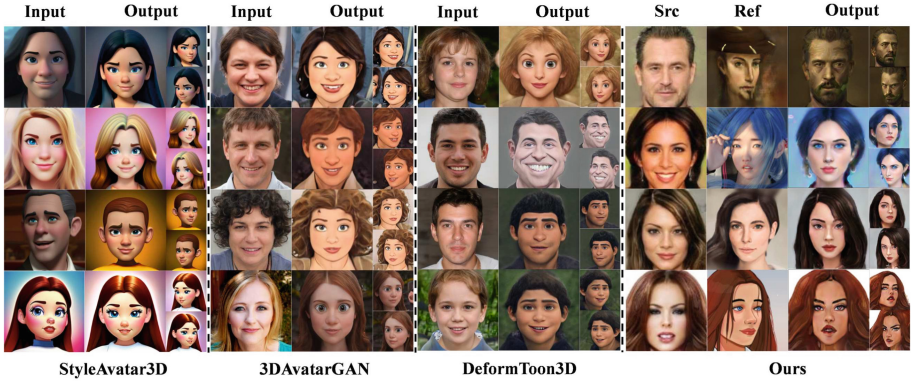 Input Output Input Output Input Output Src Ref Output
StyleAvatar3D 3DAvatarGAN DeformToon3D Ours